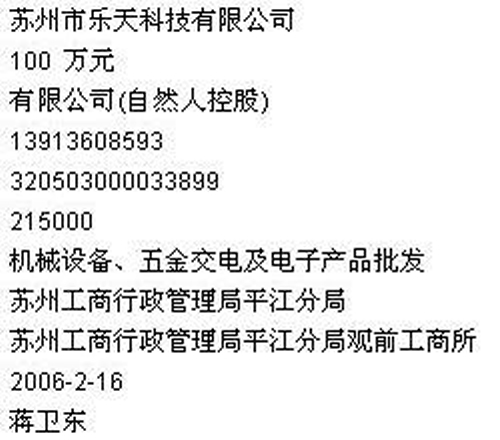 苏州市乐天科技有限公司
100 万元
有限公司(自然人控股)
13913608593
320503000033899
215000
机械设备、五金交电及电子产品批发
苏州工商行政管理局平江分局
苏州工商行政管理局平江分局观前工商所
2006-2-16
蒋卫东